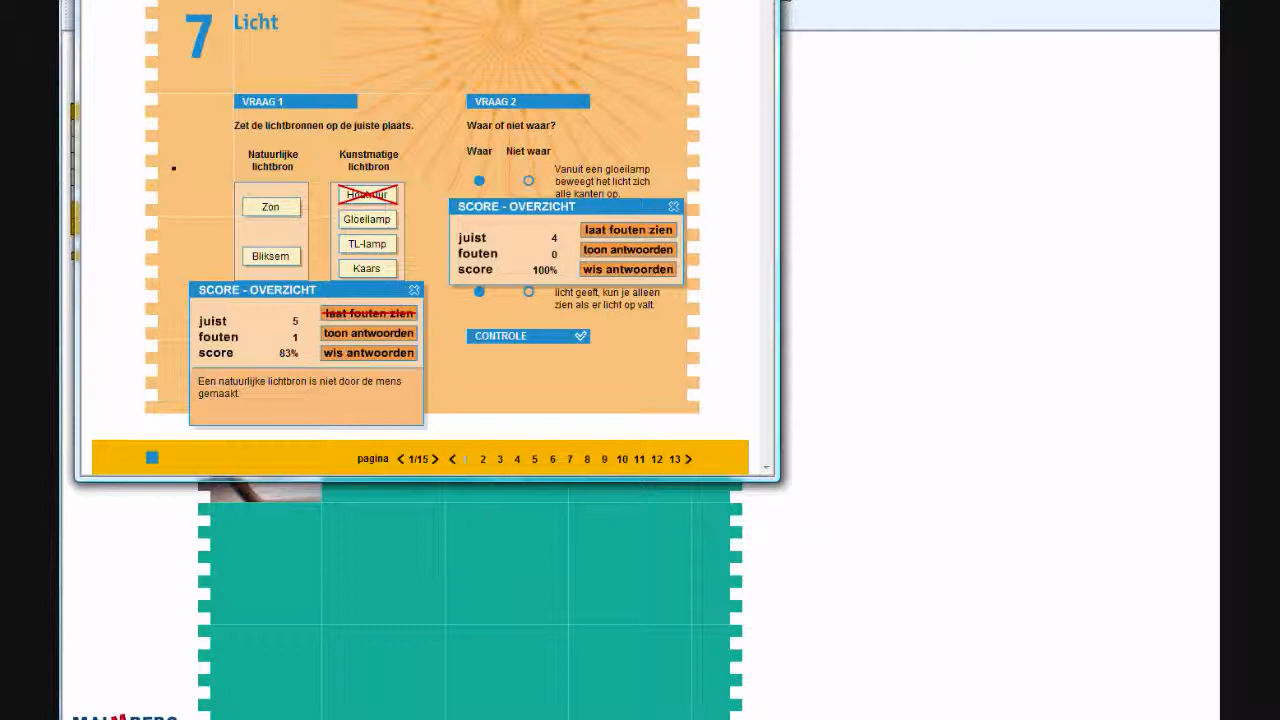 7 Licht
VRAAG 1
Zet de lichtbronnen op de juiste plaats.
Natuurlijke
lichtbron
Kunstmatige
lichtbron
Zon
Bliksem
Houtvuur
Gloeilamp
TL-lamp
Kaars
SCORE - OVERZICHT
juist 5 laat fouten zien
fouten 1 toon antwoorden
score 83% wis antwoorden
Een natuurlijke lichtbron is niet door de mens
gemaakt.
VRAAG 2
Waar of niet waar?
Waar Niet waar
Vanuit een gloeilamp
beweegt het licht zich
alle kanten op.
SCORE - OVERZICHT
juist 4 laat fouten zien
fouten 0 toon antwoorden
score 100% wis antwoorden
licht geeft, kun je alleen
zien als er licht op valt.
CONTROLE
pagina 1/15 1 2 3 4 5 6 7 8 9 10 11 12 13
MALMBERG